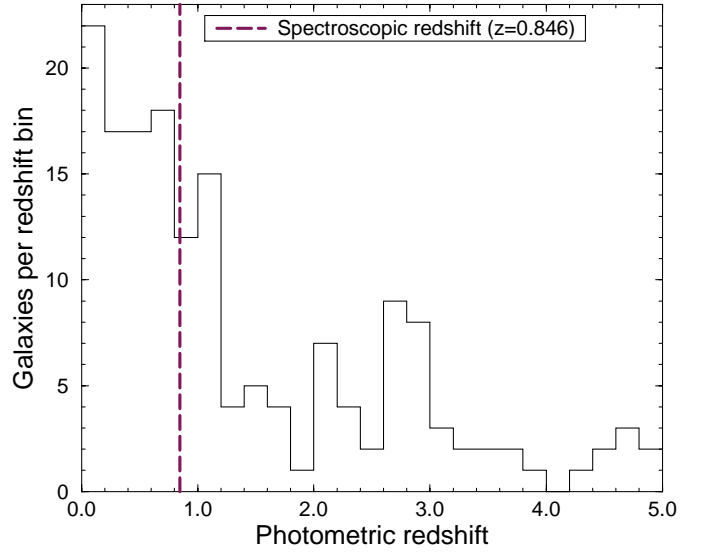 Spectroscopic redshift (z=0.846)
Galaxies per redshift bin
20
15
10
5
0
0.0 1.0 2.0 3.0 4.0 5.0
Photometric redshift